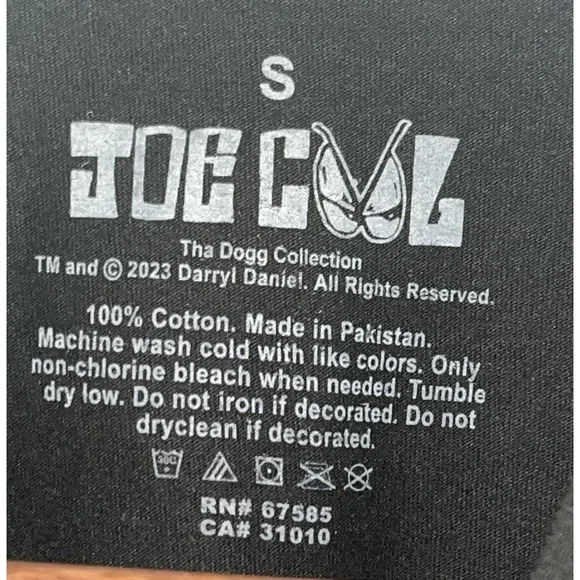 S
JOE COOL
Tha Dogg Collection
TM and © 2023 Darryl Daniel. All Rights Reserved.
100% Cotton. Made in Pakistan.
Machine wash cold with like colors. Only
non-chlorine bleach when needed. Tumble
dry low. Do not iron if decorated. Do not
dryclean if decorated.
30C
RN# 67585
CA# 31010